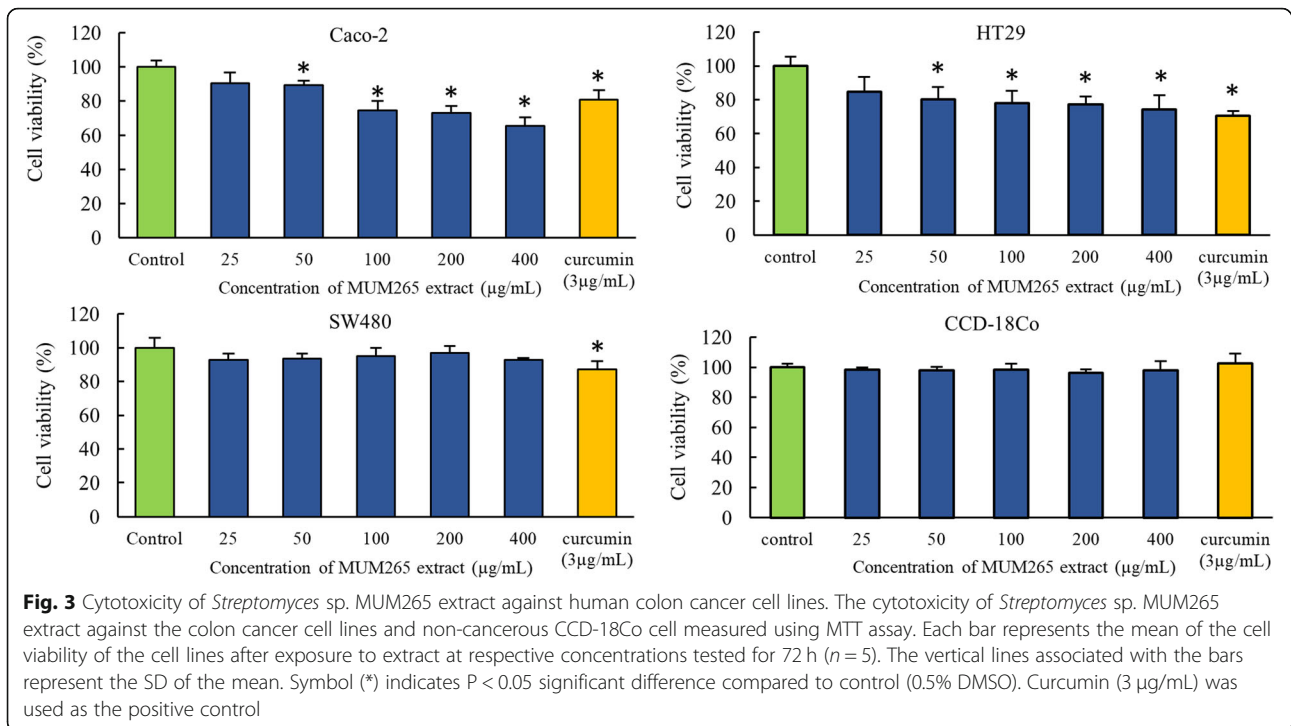 Caco-2
Cell viability (%)
120
100
80
60
40
20
0
*
*
*
*
*
Control
25
50
100
200
400
curcumin
(3µg/mL)
Concentration of MUM265 extract (µg/mL)
HT29
Cell viability (%)
120
100
80
60
40
20
0
*
*
*
*
*
control
25
50
100
200
400
curcumin
(3µg/mL)
Concentration of MUM265 extract (µg/mL)
SW480
Cell viability (%)
120
100
80
60
40
20
0
*
Control
25
50
100
200
400
curcumin
(3µg/mL)
Concentration of MUM265 extract (µg/mL)
CCD-18Co
Cell viability (%)
120
100
80
60
40
20
0
control
25
50
100
200
400
curcumin
(3µg/mL)
Concentration of MUM265 extract (µg/mL)
Fig. 3 Cytotoxicity of Streptomyces sp. MUM265 extract against human colon cancer cell lines. The cytotoxicity of Streptomyces sp. MUM265
extract against the colon cancer cell lines and non-cancerous CCD-18Co cell measured using MTT assay. Each bar represents the mean of the cell
viability of the cell lines after exposure to extract at respective concentrations tested for 72 h (n = 5). The vertical lines associated with the bars
represent the SD of the mean. Symbol (*) indicates P < 0.05 significant difference compared to control (0.5% DMSO). Curcumin (3 µg/mL) was
used as the positive control